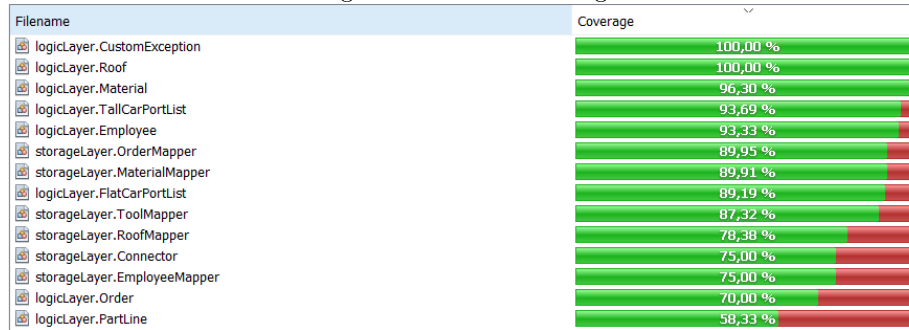 Filename Coverage
logicLayer.CustomException 100,00 %
logicLayer.Roof 100,00 %
logicLayer.Material 96,30 %
logicLayer.TallCarPortList 93,69 %
logicLayer.Employee 93,33 %
storageLayer.OrderMapper 89,95 %
storageLayer.MaterialMapper 89,91 %
logicLayer.FlatCarPortList 89,19 %
storageLayer.ToolMapper 87,32 %
storageLayer.RoofMapper 78,38 %
storageLayer.Connector 75,00 %
storageLayer.EmployeeMapper 75,00 %
logicLayer.Order 70,00 %
logicLayer.PartLine 58,33 %